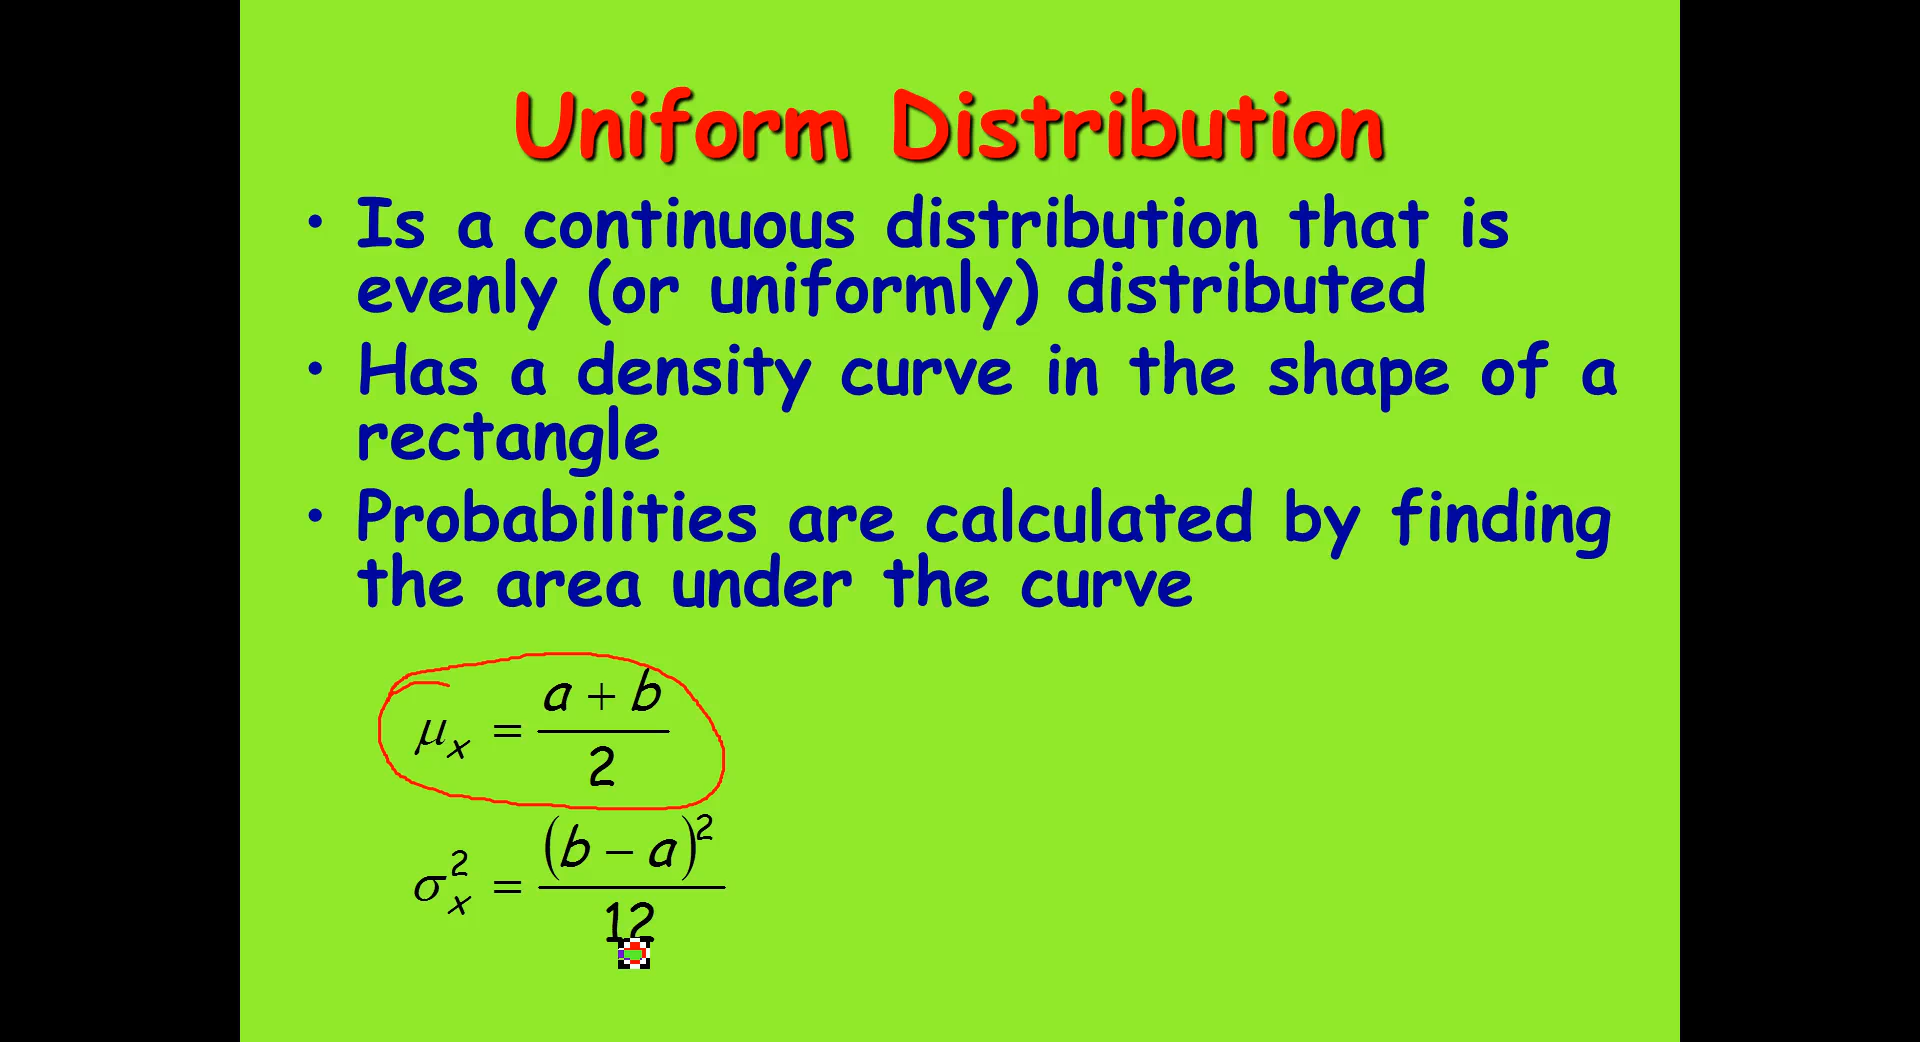 Uniform Distribution
• Is a continuous distribution that is
evenly (or uniformly) distributed
• Has a density curve in the shape of a
rectangle
• Probabilities are calculated by finding
the area under the curve
μₓ = (a + b) / 2
σₓ² = (b − a)² / 12